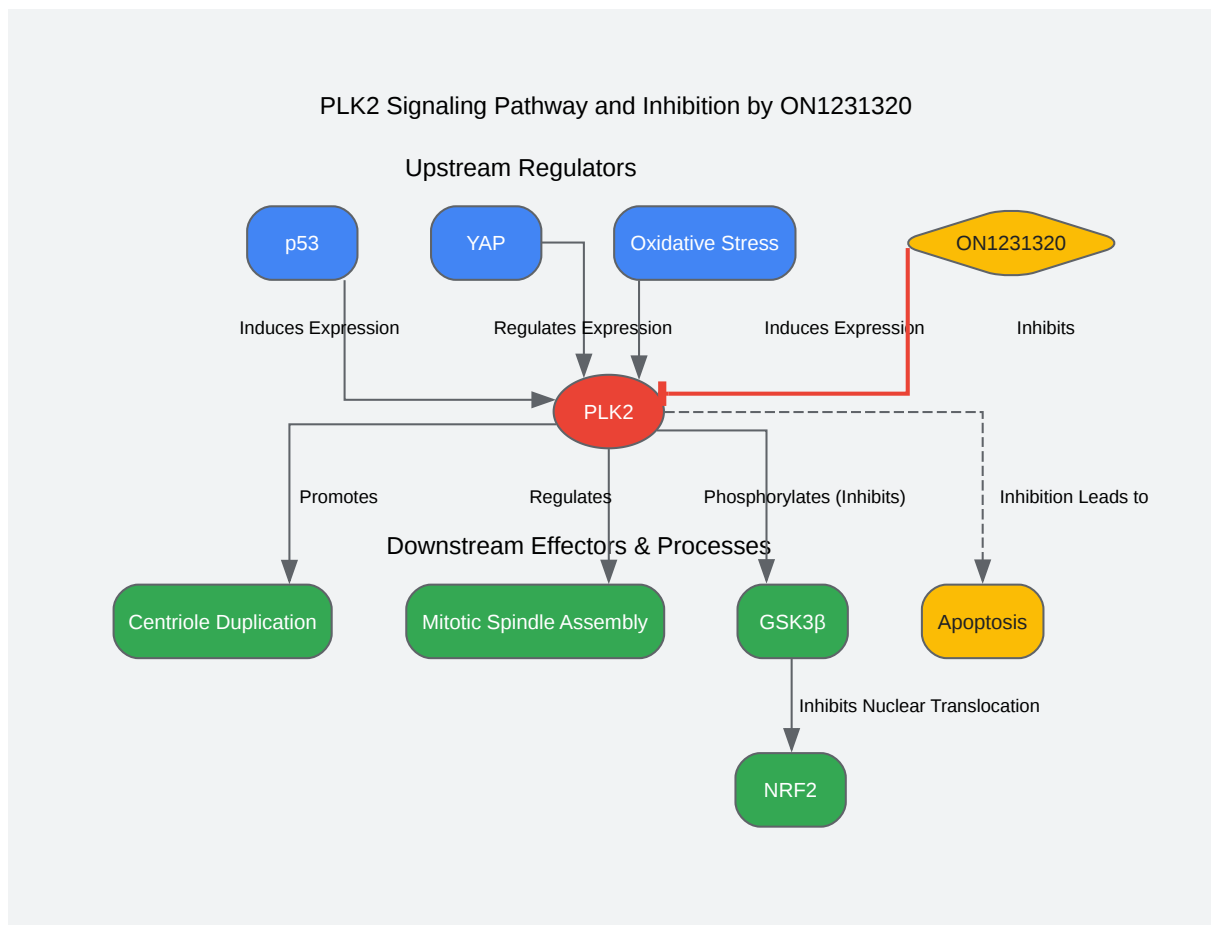 PLK2 Signaling Pathway and Inhibition by ON1231320
Upstream Regulators
p53
YAP
Oxidative Stress
ON1231320
Induces Expression
Regulates Expression
Induces Expression
Inhibits
PLK2
Promotes
Regulates
Phosphorylates (Inhibits)
Inhibition Leads to
Downstream Effectors & Processes
Centriole Duplication
Mitotic Spindle Assembly
GSK3β
Apoptosis
Inhibits Nuclear Translocation
NRF2